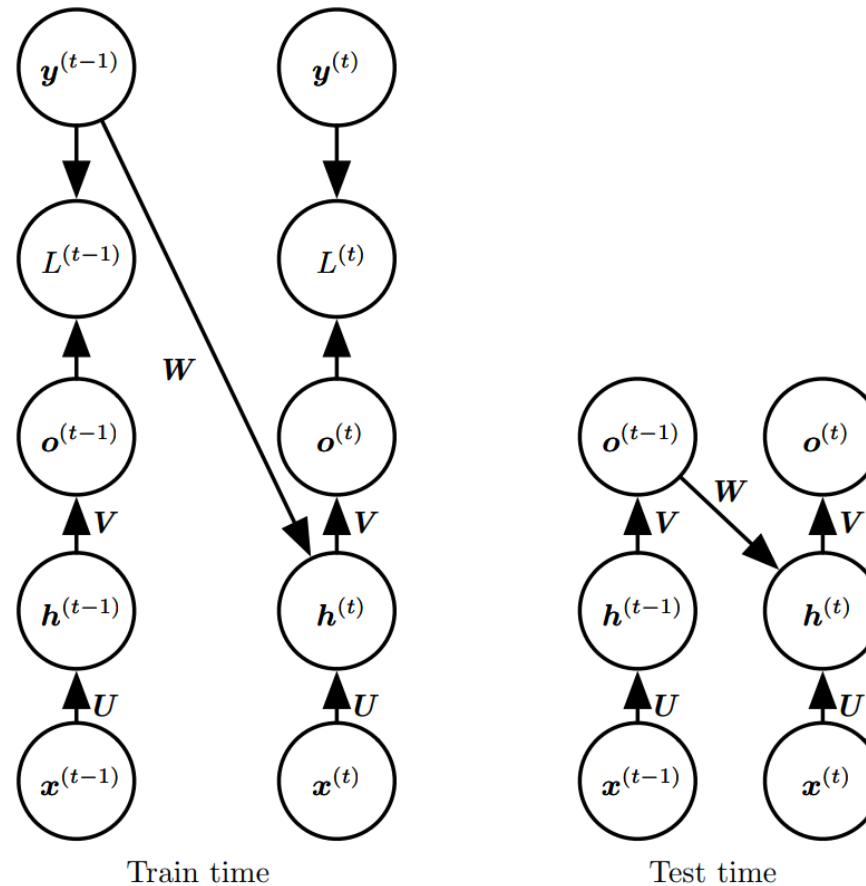 y^{(t−1)} y^{(t)}
L^{(t−1)} L^{(t)}
W
o^{(t−1)} o^{(t)} o^{(t−1)} o^{(t)}
W
V V V V
h^{(t−1)} h^{(t)} h^{(t−1)} h^{(t)}
U U U U
x^{(t−1)} x^{(t)} x^{(t−1)} x^{(t)}
Train time Test time